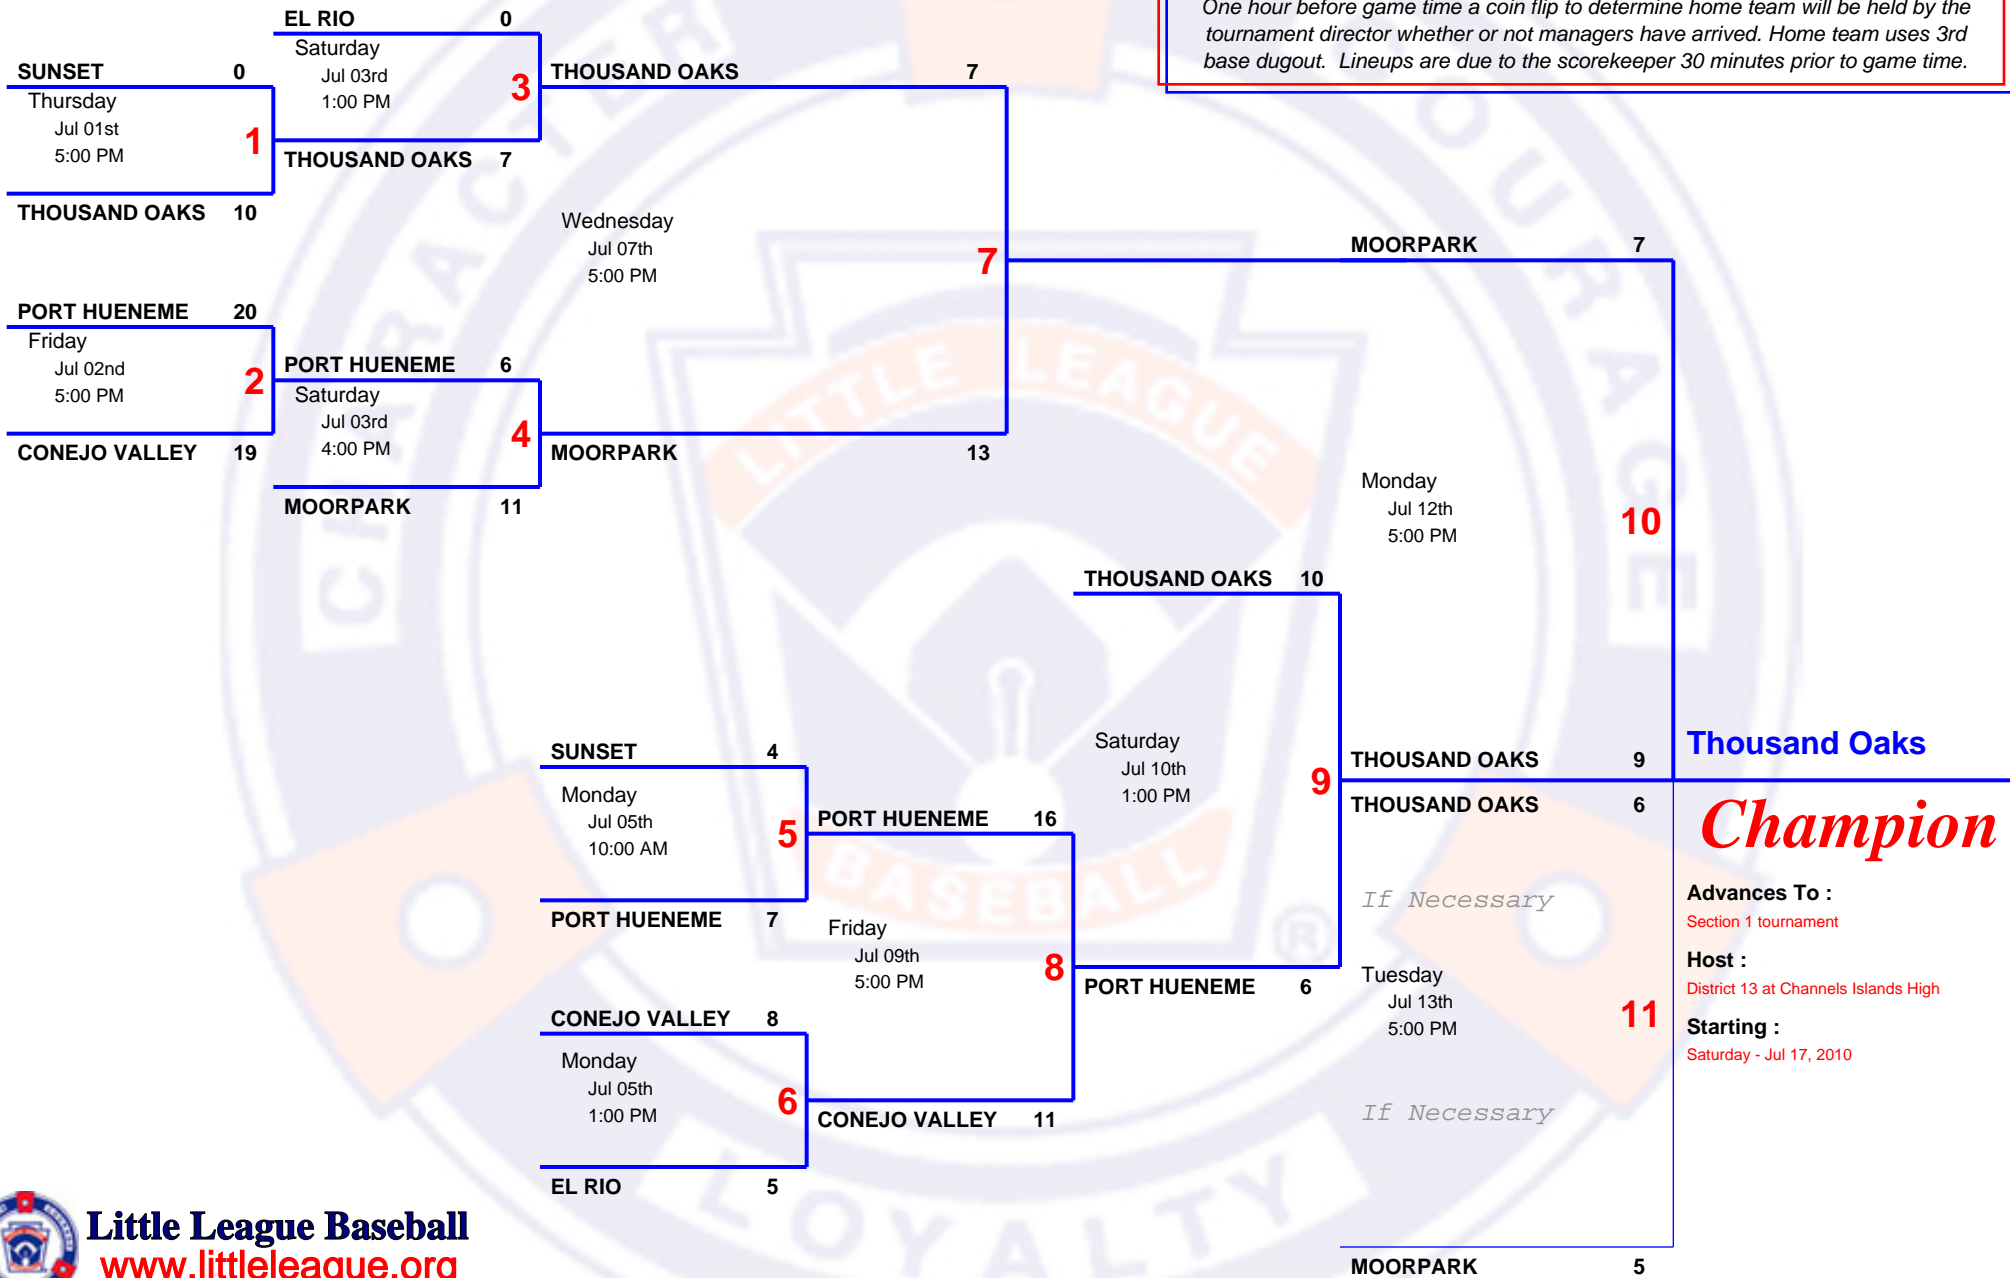 One hour before game time a coin flip to determine home team will be held by the
tournament director whether or not managers have arrived. Home team uses 3rd
base dugout.  Lineups are due to the scorekeeper 30 minutes prior to game time.
EL RIO 0
Saturday
Jul 03rd
1:00 PM
3
THOUSAND OAKS 7
SUNSET 0
Thursday
Jul 01st
5:00 PM
1
THOUSAND OAKS 10
THOUSAND OAKS 7
Wednesday
Jul 07th
5:00 PM
7
MOORPARK 7
PORT HUENEME 20
Friday
Jul 02nd
5:00 PM
2
CONEJO VALLEY 19
PORT HUENEME 6
Saturday
Jul 03rd
4:00 PM
4
MOORPARK 11
MOORPARK 13
Monday
Jul 12th
5:00 PM
10
THOUSAND OAKS 10
Saturday
Jul 10th
1:00 PM
9
PORT HUENEME 6
SUNSET 4
Monday
Jul 05th
10:00 AM
5
PORT HUENEME 7
PORT HUENEME 16
Friday
Jul 09th
5:00 PM
8
CONEJO VALLEY 11
CONEJO VALLEY 8
Monday
Jul 05th
1:00 PM
6
EL RIO 5
THOUSAND OAKS 9
THOUSAND OAKS 6
If Necessary
Tuesday
Jul 13th
5:00 PM
11
If Necessary
MOORPARK 5
Thousand Oaks
Champion
Advances To :
Section 1 tournament
Host :
District 13 at Channels Islands High
Starting :
Saturday - Jul 17, 2010
CHARACTER
COURAGE
LOYALTY
LITTLE LEAGUE
BASEBALL
®
Little League Baseball
www.littleleague.org